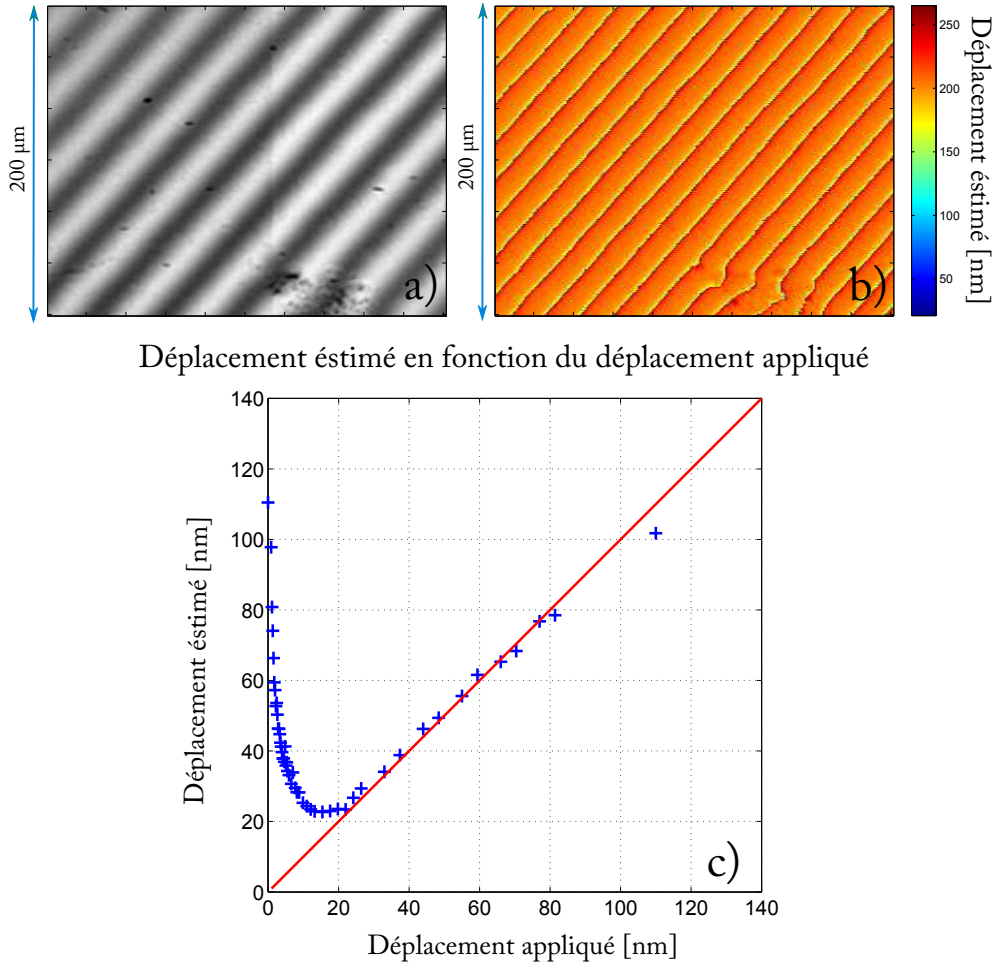 200 µm
a)
200 µm
b)
250
200
150
100
50
Déplacement éstimé [nm]
Déplacement éstimé en fonction du déplacement appliqué
140
120
100
80
60
40
20
0
Déplacement éstimé [nm]
c)
0 20 40 60 80 100 120 140
Déplacement appliqué [nm]